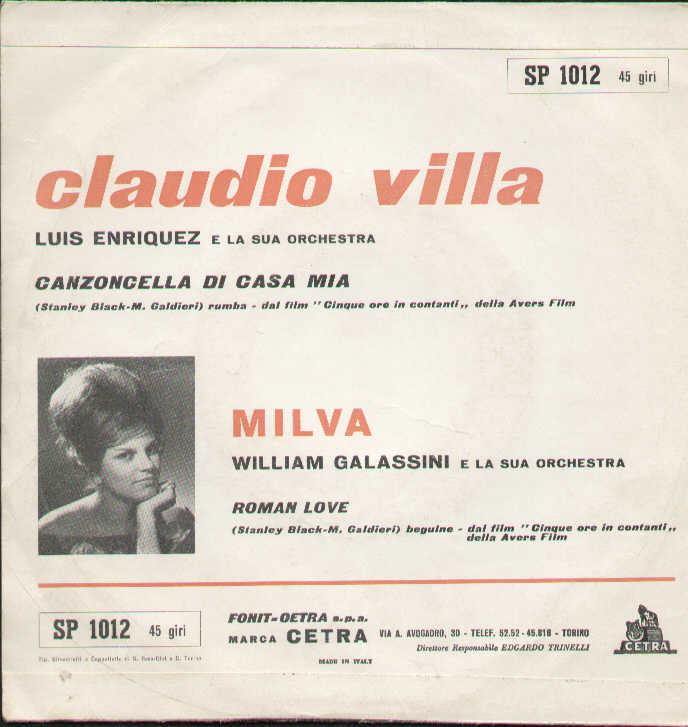 SP 1012 45 giri
claudio villa
LUIS ENRIQUEZ E LA SUA ORCHESTRA
CANZONCELLA DI CASA MIA
(Stanley Black-M. Galdieri) rumba - dal film "Cinque ore in contanti,, della Avers Film
MILVA
WILLIAM GALASSINI E LA SUA ORCHESTRA
ROMAN LOVE
(Stanley Black-M. Galdieri) beguine - dal film "Cinque ore in contanti,,
della Avers Film
SP 1012 45 giri
FONIT-CETRA s.p.a.
MARCA CETRA VIA A. AVOGADRO, 30 - TELEF. 52.52 - 45.816 - TORINO
Direttore Responsabile EDGARDO TRINELLI
CETRA
Tip. e
MADE IN ITALY